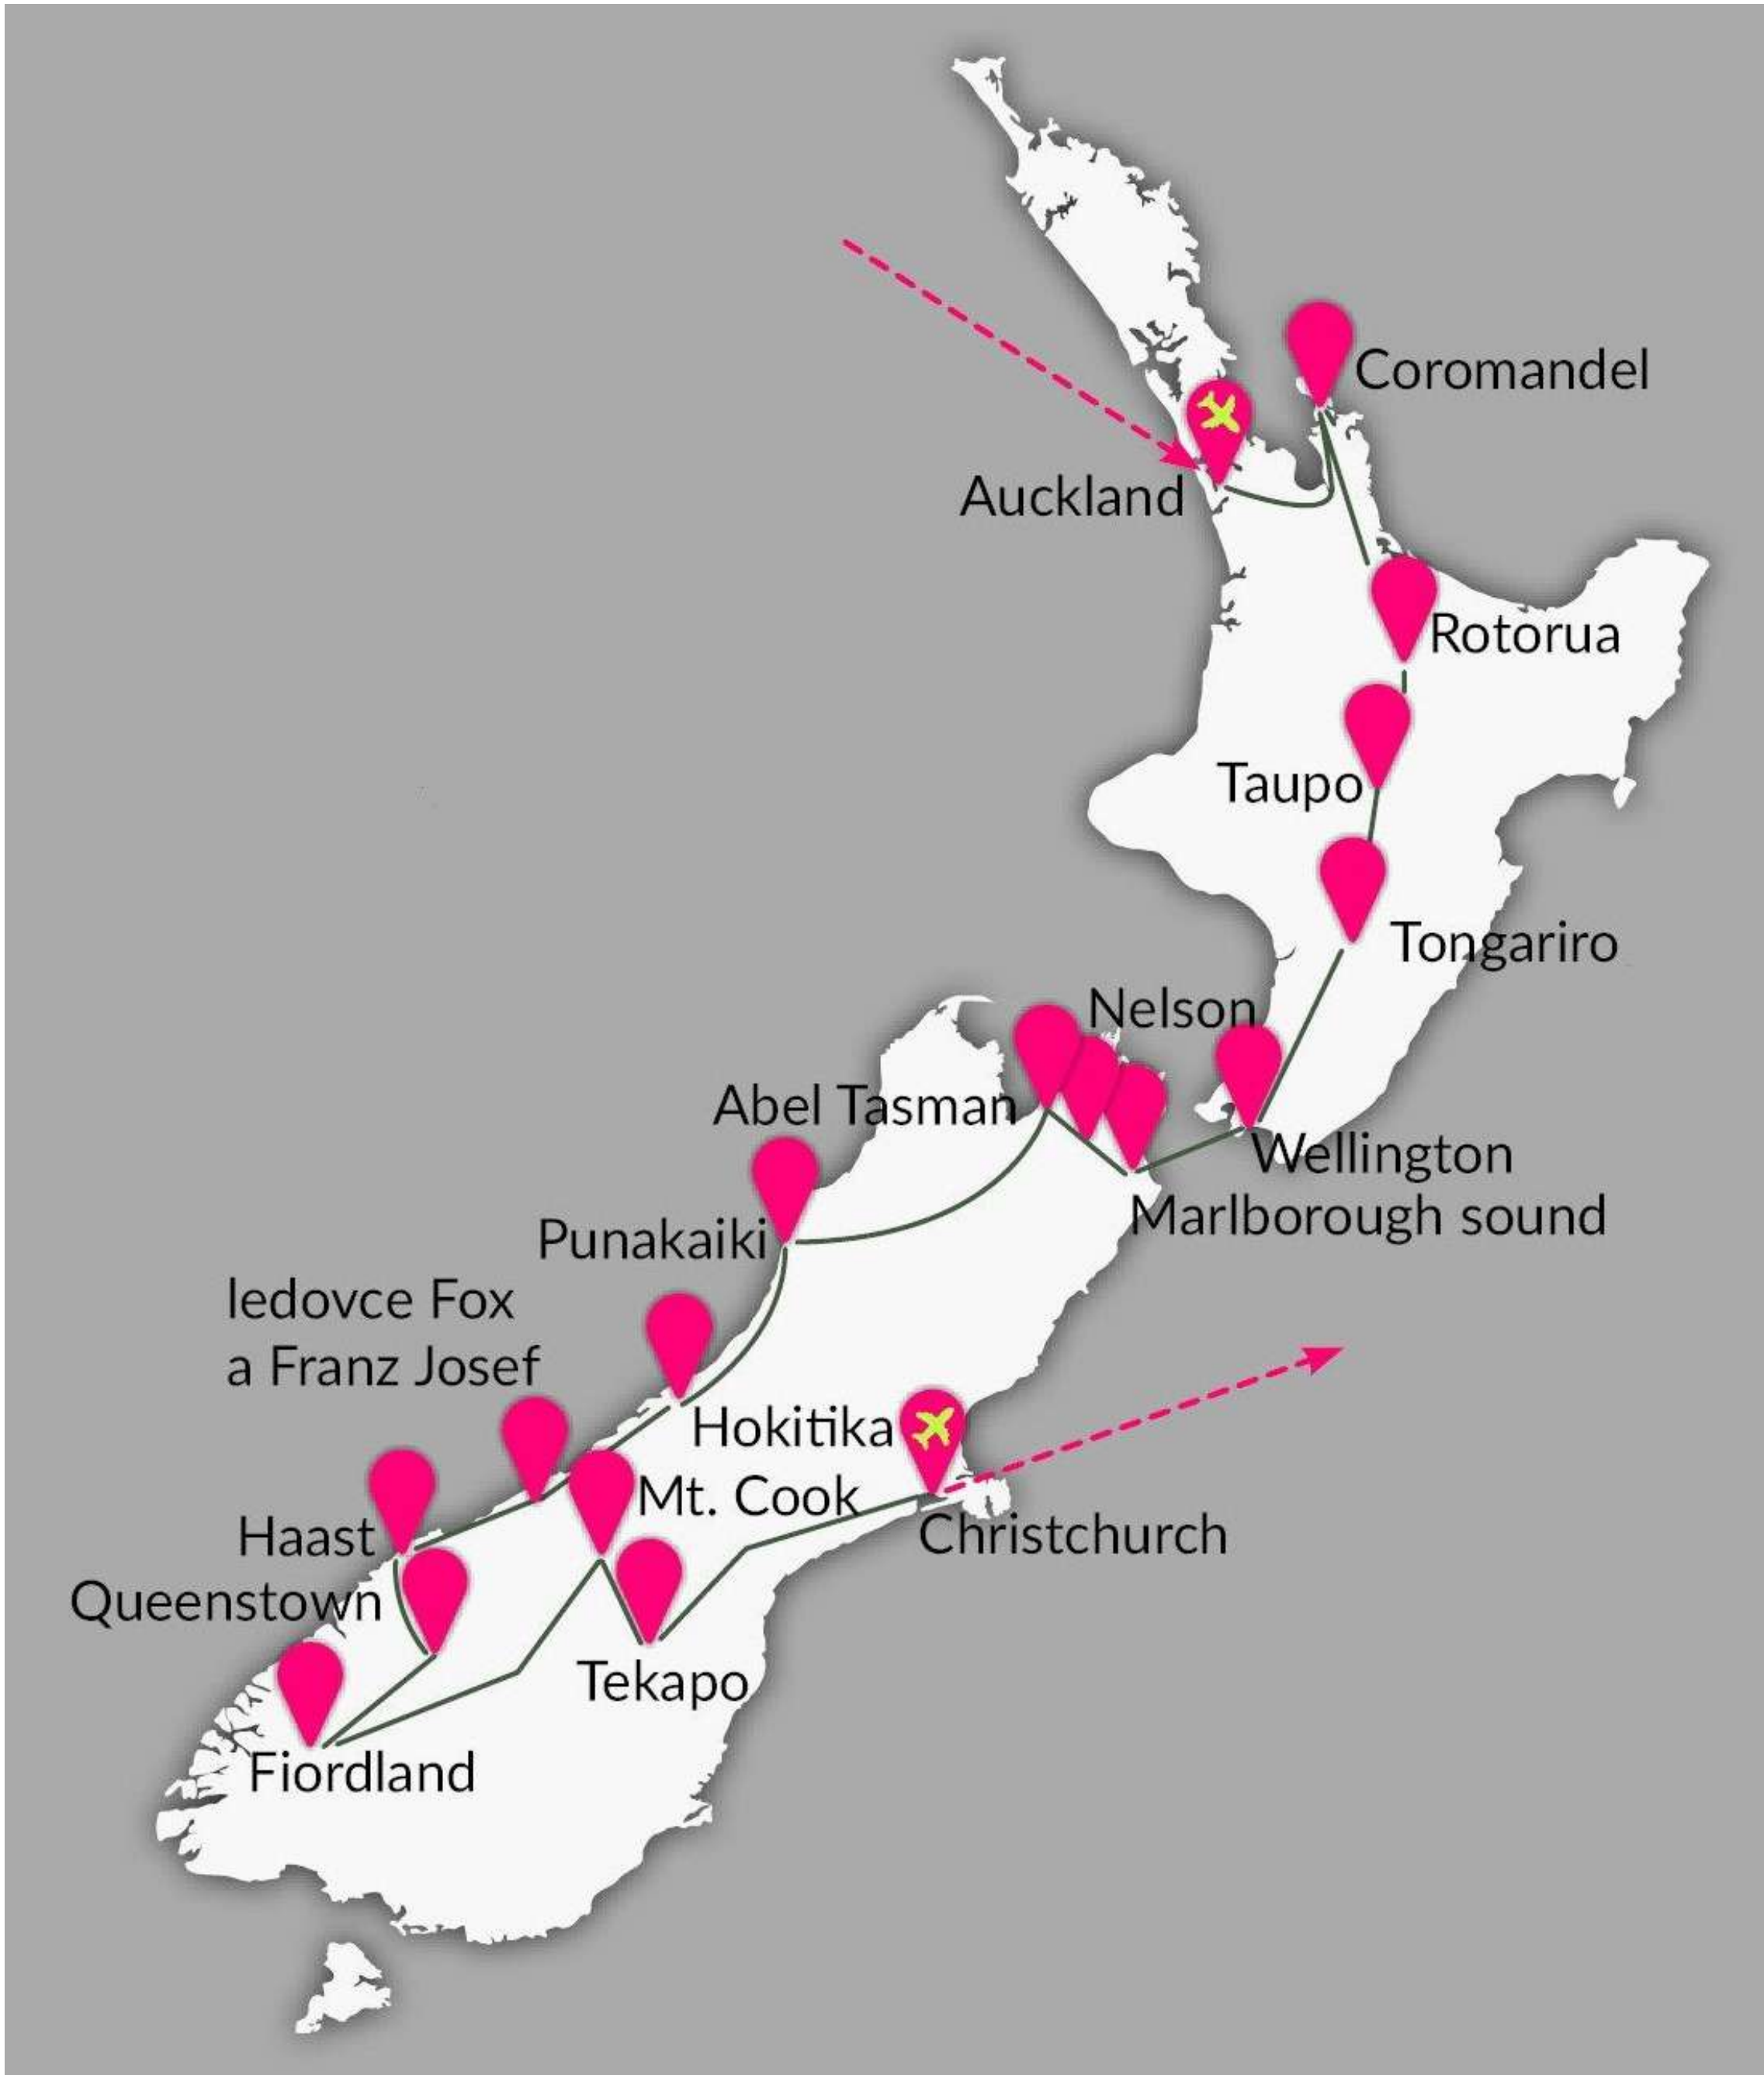 Coromandel
Auckland
Rotorua
Taupo
Tongariro
Nelson
Abel Tasman
Wellington
Marlborough sound
Punakaiki
ledovce Fox
a Franz Josef
Hokitika
Mt. Cook
Haast
Christchurch
Queenstown
Tekapo
Fiordland